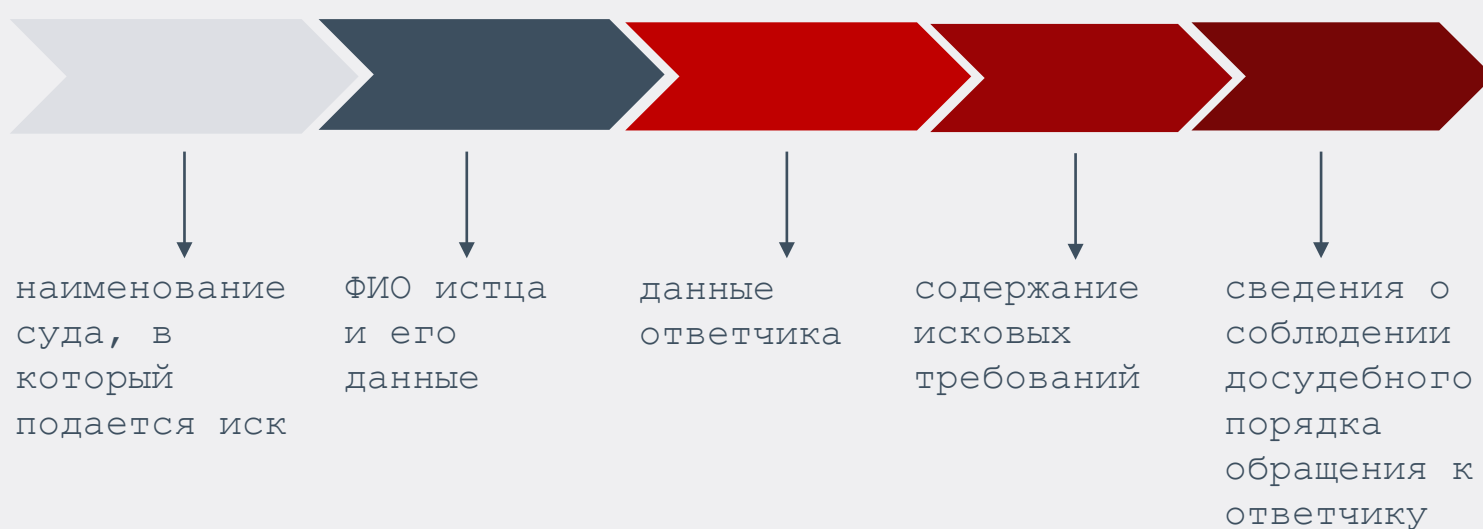 наименование
суда, в
который
подается иск
ФИО истца
и его
данные
данные
ответчика
содержание
исковых
требований
сведения о
соблюдении
досудебного
порядка
обращения к
ответчику